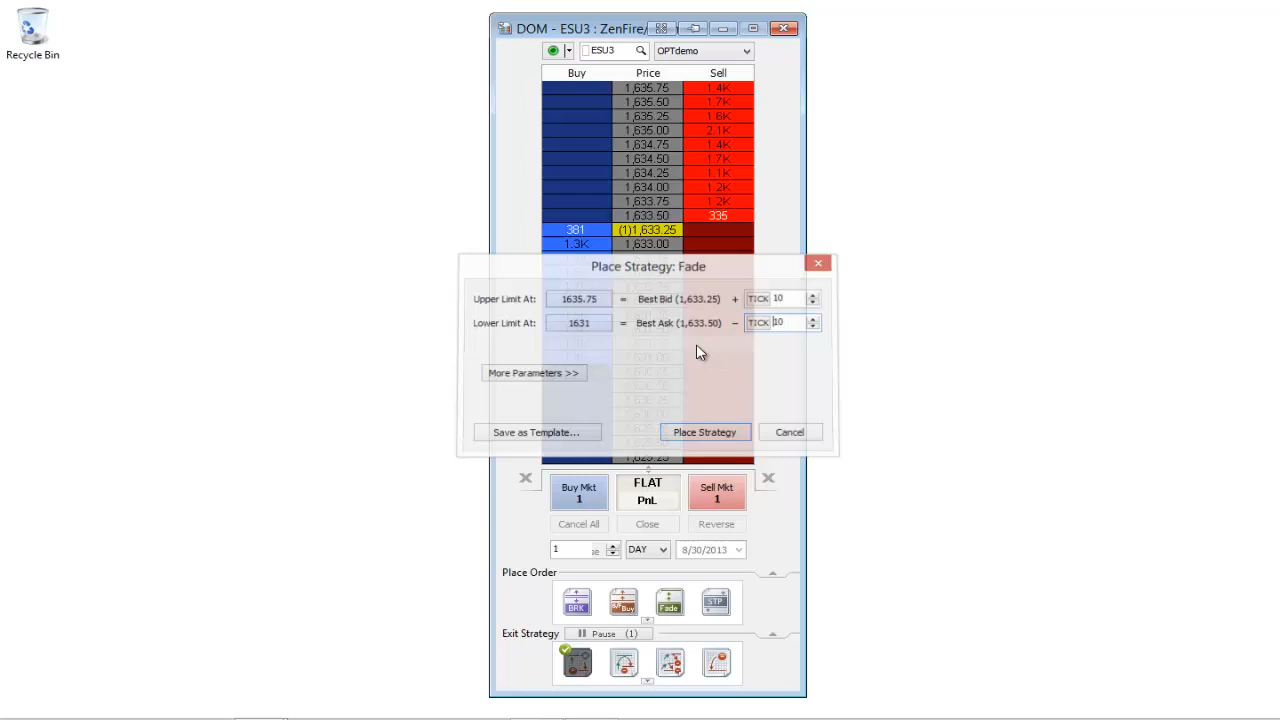 Recycle Bin
DOM - ESU3 : ZenFire/
ESU3
OPTdemo
Buy Price Sell
1,635.75 1.4K
1,635.50 1.7K
1,635.25 1.6K
1,635.00 2.1K
1,634.75 1.4K
1,634.50 1.7K
1,634.25 1.1K
1,634.00 1.2K
1,633.75 1.2K
1,633.50 335
381 (1)1,633.25
1.3K 1,633.00
Place Strategy: Fade
Upper Limit At: 1635.75 = Best Bid (1,633.25) + TICK 10
Lower Limit At: 1631 = Best Ask (1,633.50) − TICK 10
More Parameters >>
Save as Template... Place Strategy Cancel
Buy Mkt
1
FLAT
PnL
Sell Mkt
1
Cancel All Close Reverse
1 DAY 8/30/2013
Place Order
BRK Buy Fade STP
Exit Strategy Pause (1)